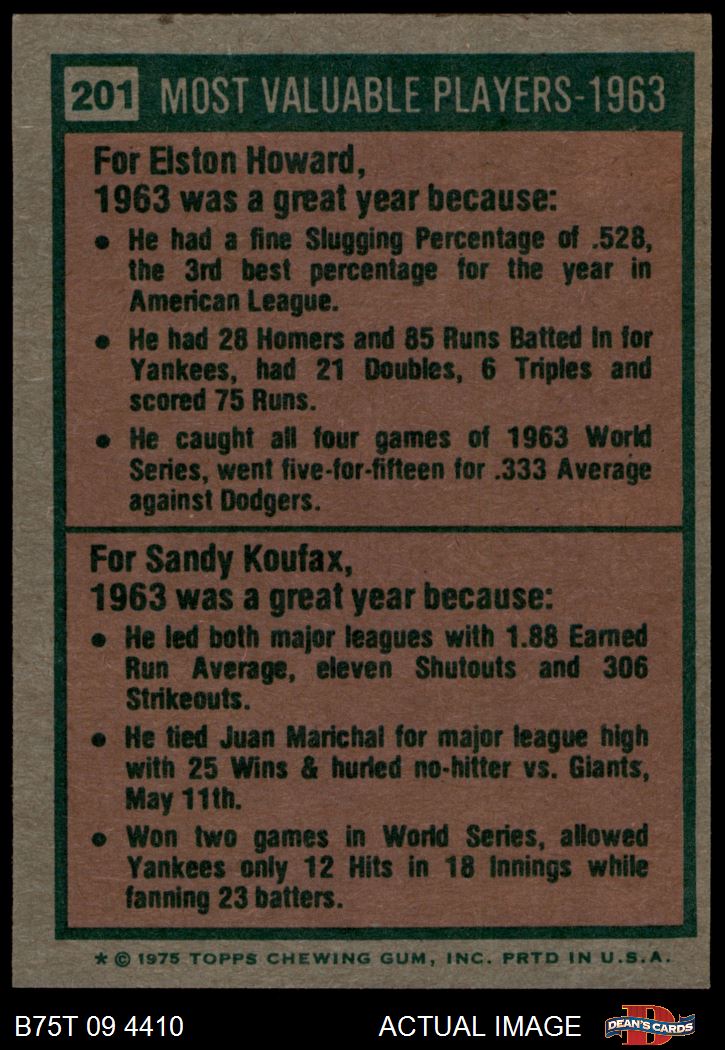 201 MOST VALUABLE PLAYERS-1963
For Elston Howard,
1963 was a great year because:
• He had a fine Slugging Percentage of .528,
the 3rd best percentage for the year in
American League.
• He had 28 Homers and 85 Runs Batted In for
Yankees, had 21 Doubles, 6 Triples and
scored 75 Runs.
• He caught all four games of 1963 World
Series, went five-for-fifteen for .333 Average
against Dodgers.
For Sandy Koufax,
1963 was a great year because:
• He led both major leagues with 1.88 Earned
Run Average, eleven Shutouts and 306
Strikeouts.
• He tied Juan Marichal for major league high
with 25 Wins & hurled no-hitter vs. Giants,
May 11th.
• Won two games in World Series, allowed
Yankees only 12 Hits in 18 Innings while
fanning 23 batters.
* © 1975 TOPPS CHEWING GUM, INC. PRTD IN U.S.A.
B75T 09 4410 ACTUAL IMAGE D DEAN'S CARDS